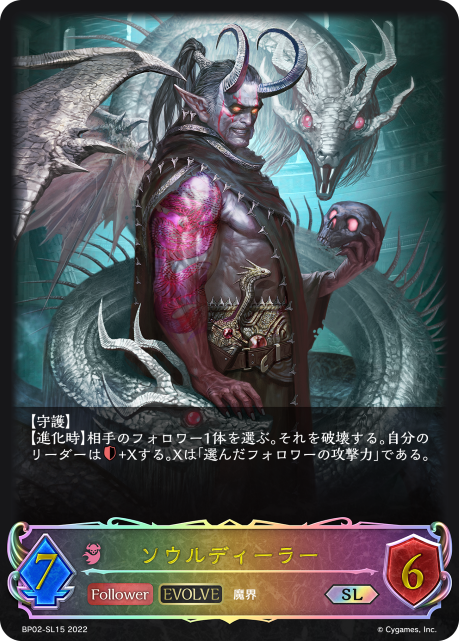 【守護】
【進化時】相手のフォロワー1体を選ぶ。それを破壊する。自分の
リーダーは+Xする。Xは「選んだフォロワーの攻撃力」である。
7
ソウルディーラー
6
Follower EVOLVE 魔界 SL
BP02-SL15 2022
© Cygames, Inc.